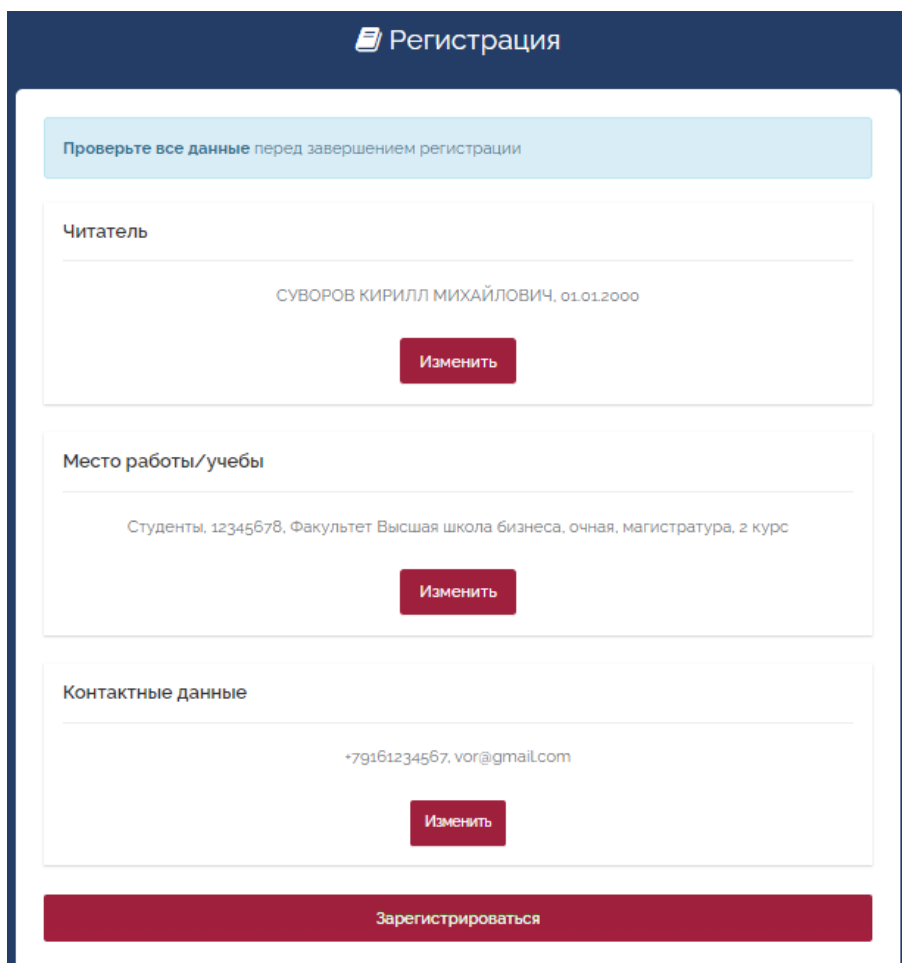 Регистрация
Проверьте все данные перед завершением регистрации
Читатель
СУВОРОВ КИРИЛЛ МИХАЙЛОВИЧ, 01.01.2000
Изменить
Место работы/учебы
Студенты, 12345678, Факультет Высшая школа бизнеса, очная, магистратура, 2 курс
Изменить
Контактные данные
+79161234567, vor@gmail.com
Изменить
Зарегистрироваться